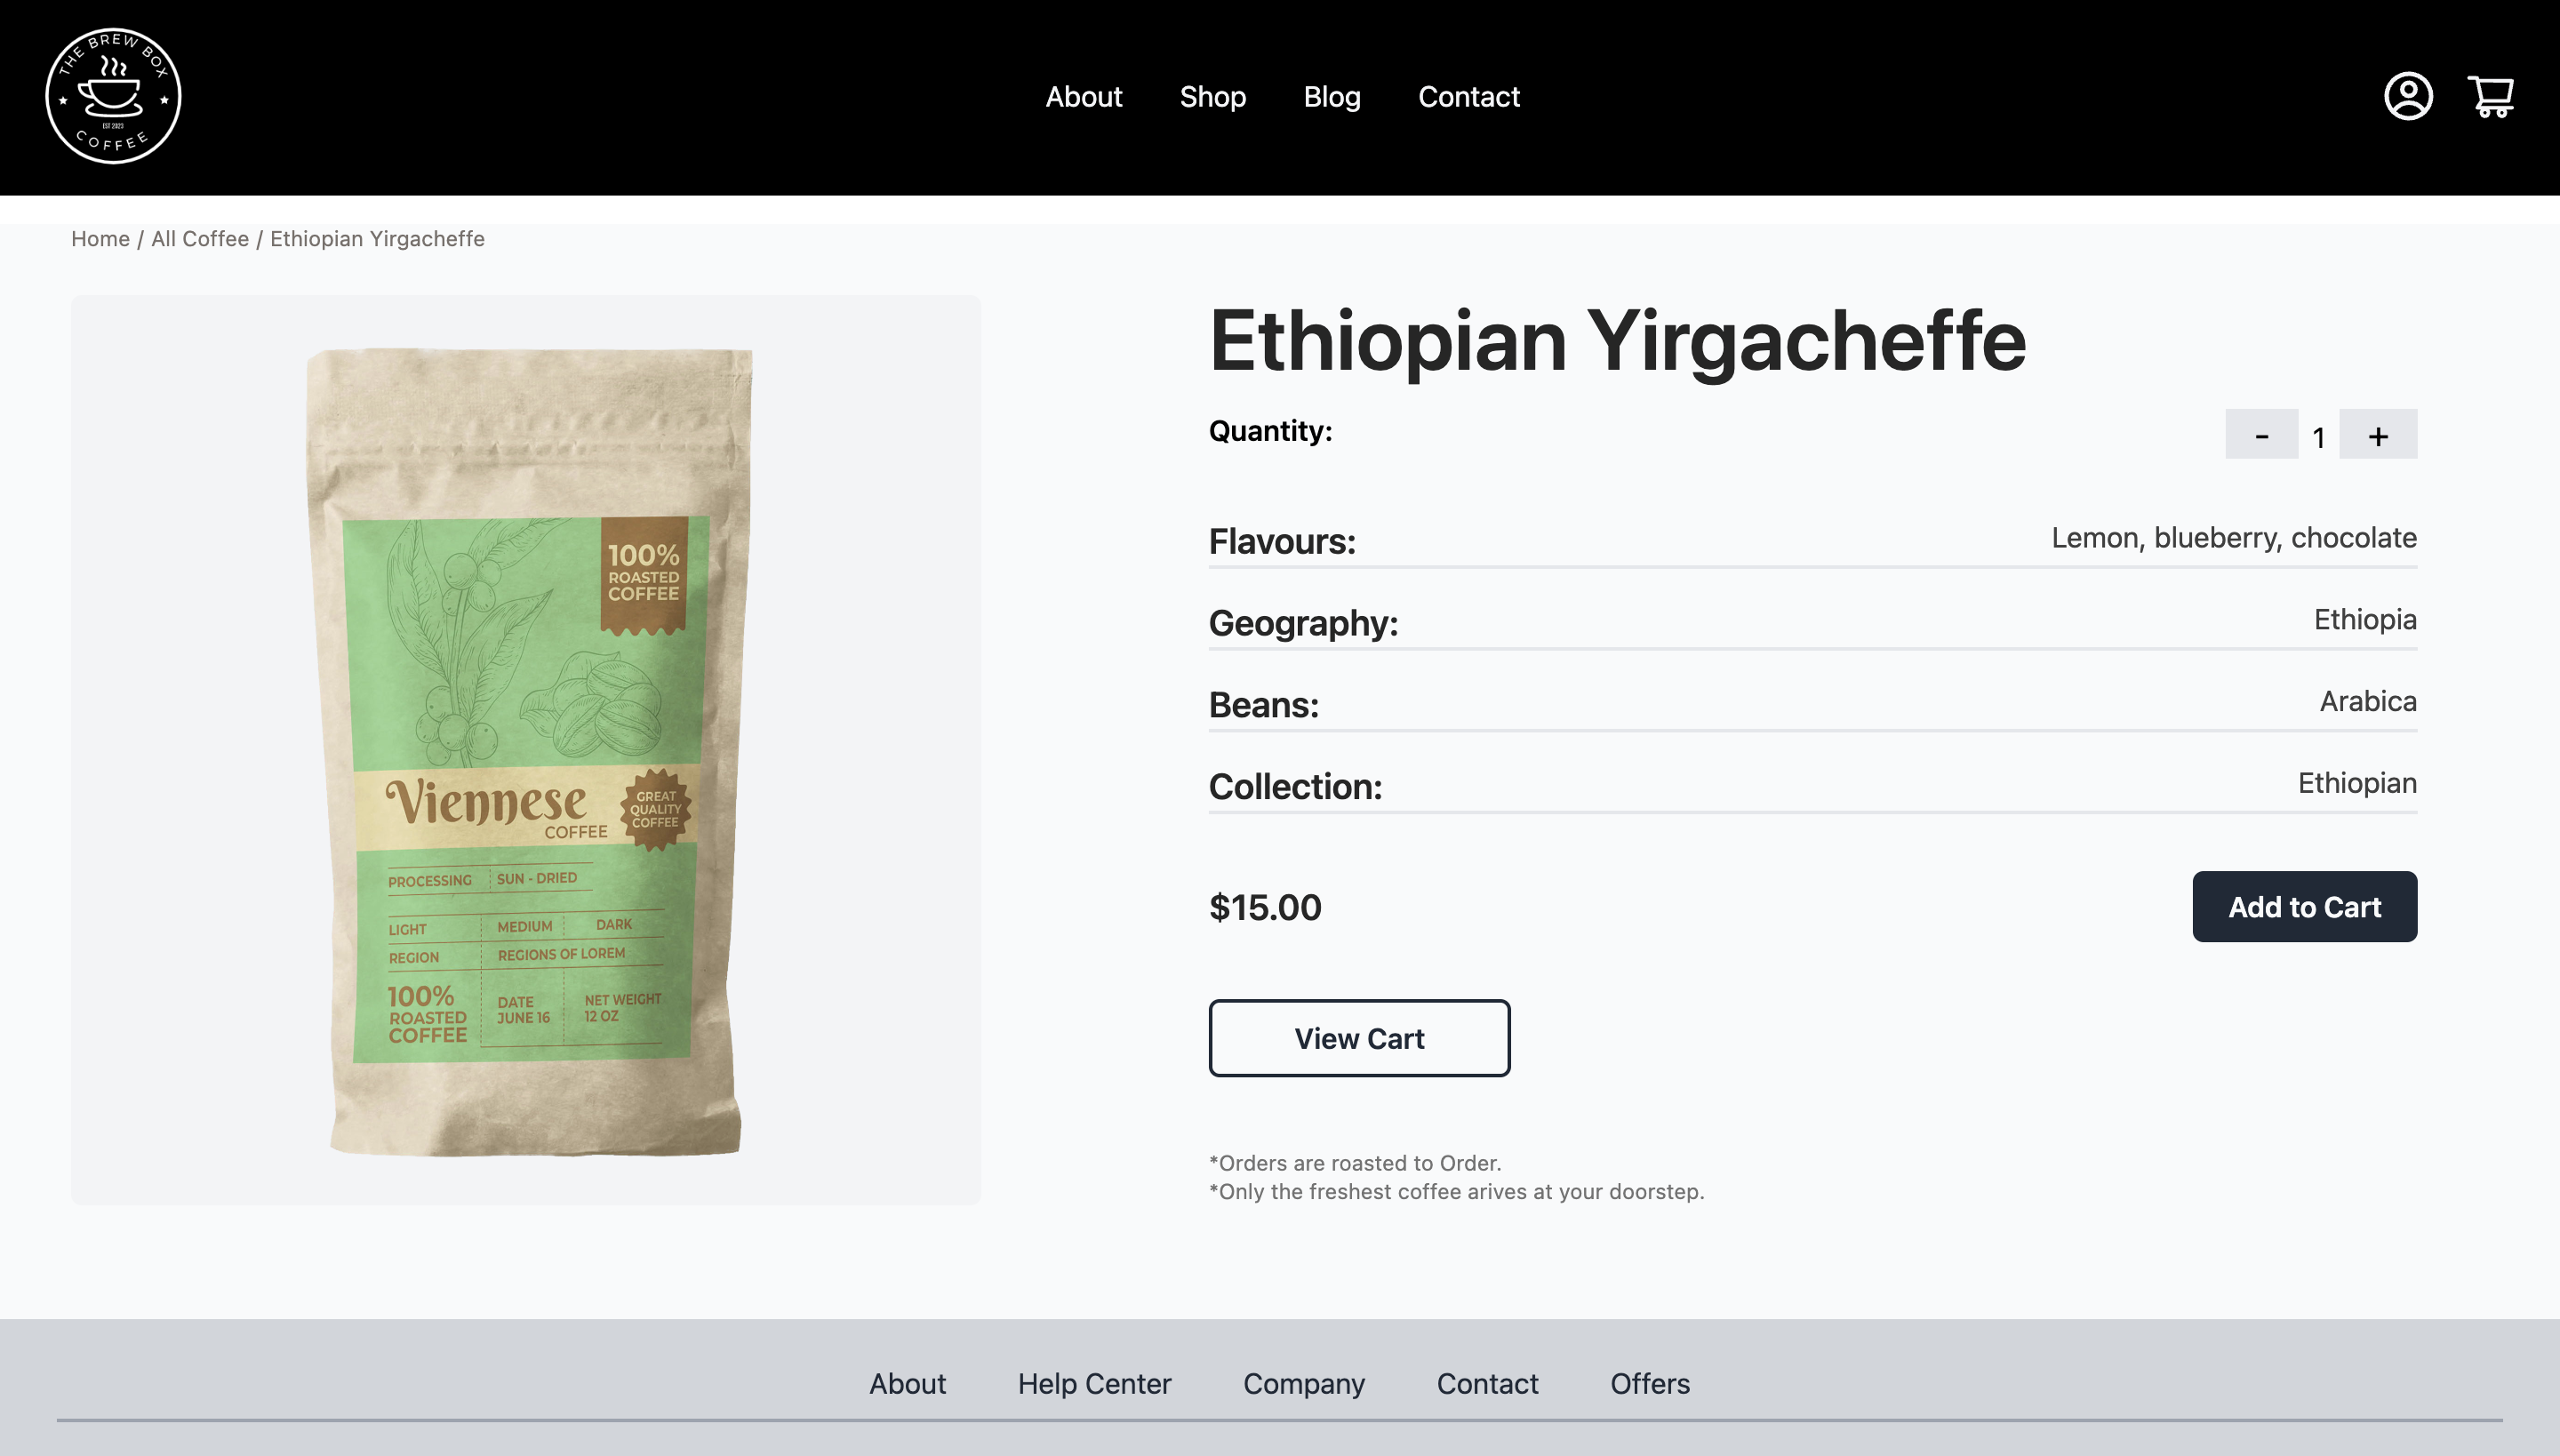 THE BREW BOX
EST 2023
COFFEE
About Shop Blog Contact
Home / All Coffee / Ethiopian Yirgacheffe
100%
ROASTED
COFFEE
Viennese
COFFEE
GREAT
QUALITY
COFFEE
PROCESSING SUN - DRIED
LIGHT MEDIUM DARK
REGION REGIONS OF LOREM
100%
ROASTED
COFFEE
DATE
JUNE 16
NET WEIGHT
12 OZ
Ethiopian Yirgacheffe
Quantity: - 1 +
Flavours: Lemon, blueberry, chocolate
Geography: Ethiopia
Beans: Arabica
Collection: Ethiopian
$15.00 Add to Cart
View Cart
*Orders are roasted to Order.
*Only the freshest coffee arives at your doorstep.
About Help Center Company Contact Offers